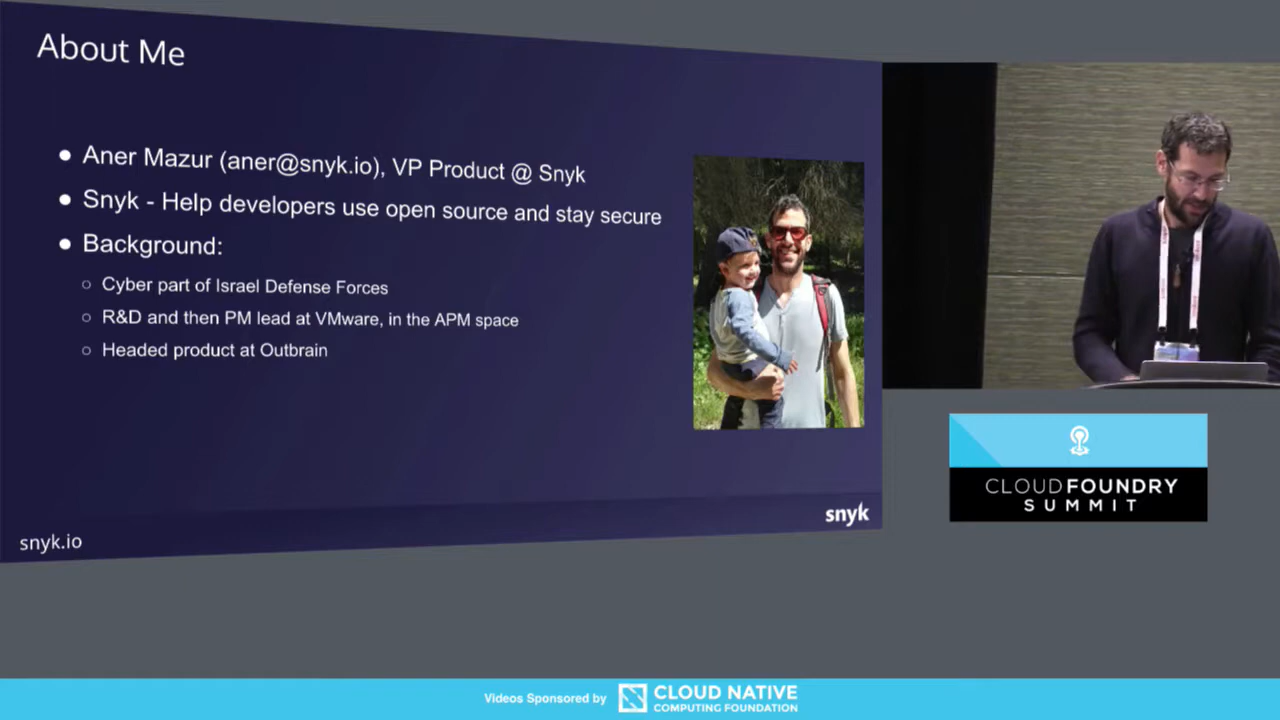 About Me
● Aner Mazur (aner@snyk.io), VP Product @ Snyk
● Snyk - Help developers use open source and stay secure
● Background:
○ Cyber part of Israel Defense Forces
○ R&D and then PM lead at VMware, in the APM space
○ Headed product at Outbrain
snyk
snyk.io
CLOUD FOUNDRY
SUMMIT
Videos Sponsored by
CLOUD NATIVE
COMPUTING FOUNDATION